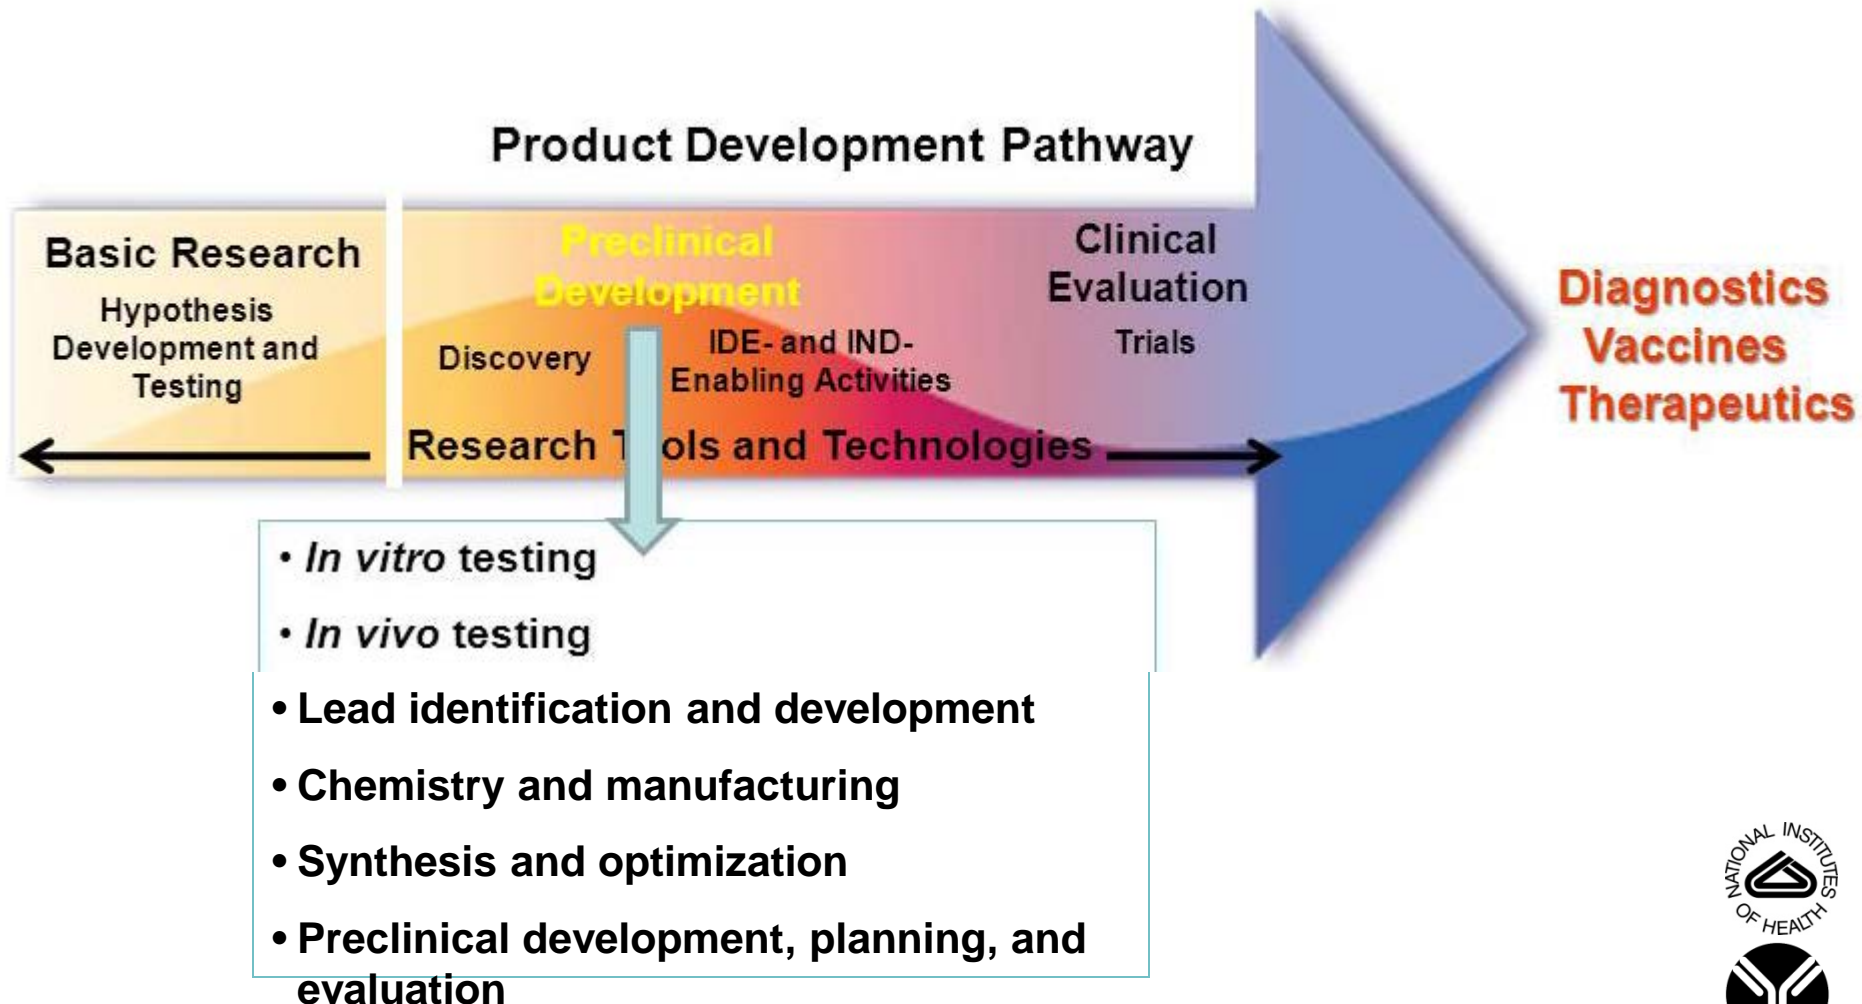 Product Development Pathway
Basic Research
Hypothesis
Development and
Testing
Preclinical
Development
Discovery
IDE- and IND-
Enabling Activities
Clinical
Evaluation
Trials
Research Tools and Technologies
Diagnostics
Vaccines
Therapeutics
• In vitro testing
• In vivo testing
• Lead identification and development
• Chemistry and manufacturing
• Synthesis and optimization
• Preclinical development, planning, and
evaluation
NATIONAL INSTITUTES
OF HEALTH